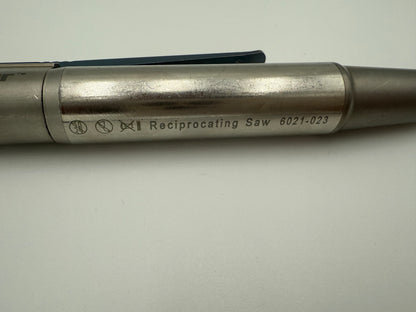 Reciprocating Saw 6021-023